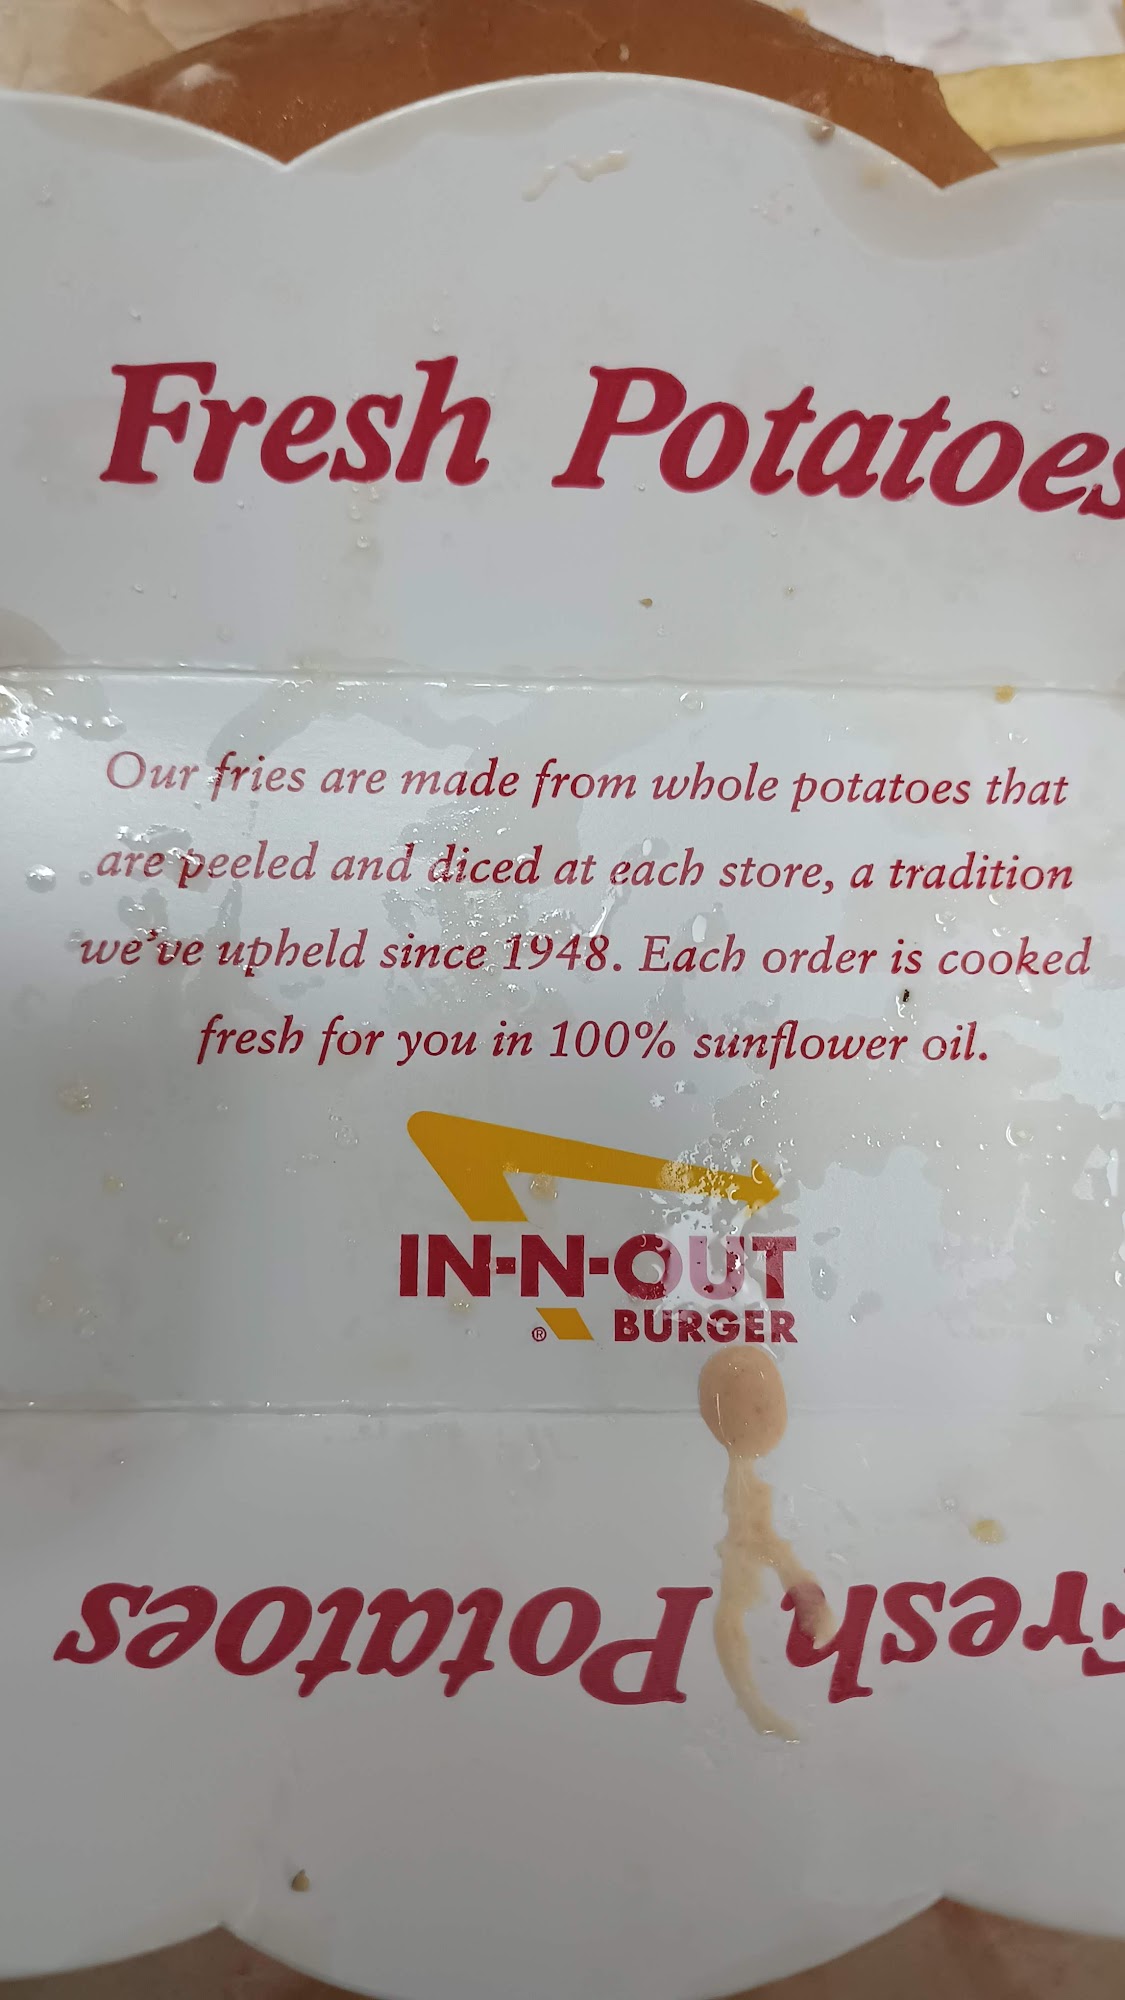 Fresh Potatoes
Our fries are made from whole potatoes that
are peeled and diced at each store, a tradition
we've upheld since 1948. Each order is cooked
fresh for you in 100% sunflower oil.
IN-N-OUT
® BURGER
Fresh Potatoes